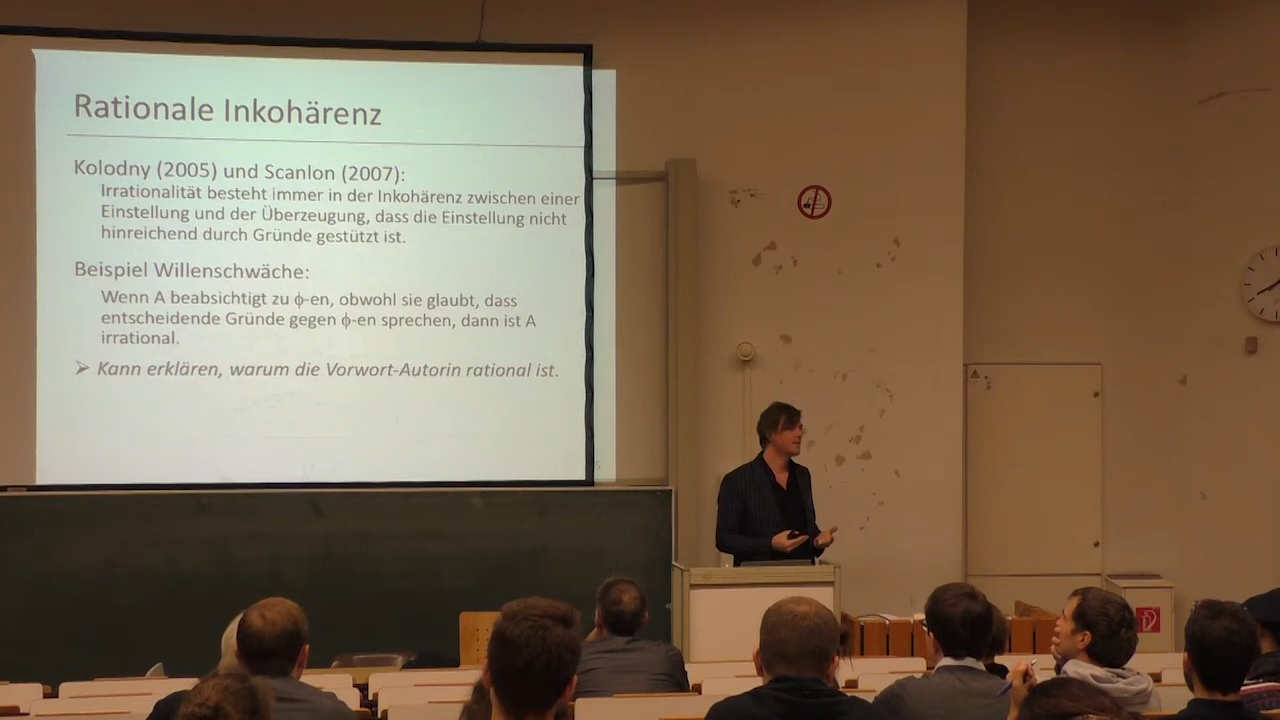 Rationale Inkohärenz
Kolodny (2005) und Scanlon (2007):
Irrationalität besteht immer in der Inkohärenz zwischen einer
Einstellung und der Überzeugung, dass die Einstellung nicht
hinreichend durch Gründe gestützt ist.
Beispiel Willenschwäche:
Wenn A beabsichtigt zu ϕ-en, obwohl sie glaubt, dass
entscheidende Gründe gegen ϕ-en sprechen, dann ist A
irrational.
➢ Kann erklären, warum die Vorwort-Autorin rational ist.